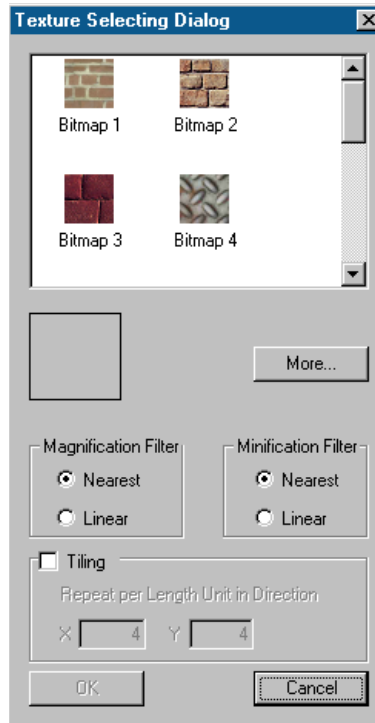 Texture Selecting Dialog
Bitmap 1 Bitmap 2
Bitmap 3 Bitmap 4
More...
Magnification Filter Minification Filter
Nearest Nearest
Linear Linear
Tiling
Repeat per Length Unit in Direction
X 4 Y 4
OK Cancel